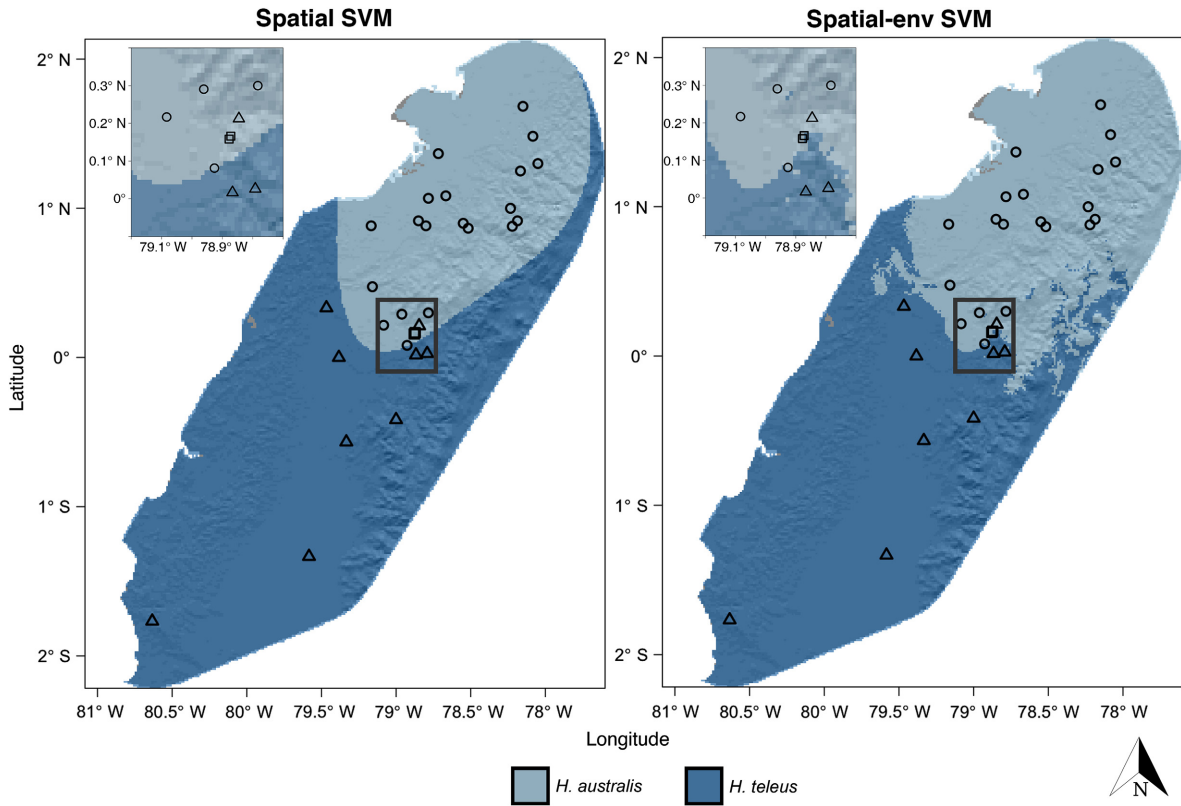 Spatial SVM
Spatial-env SVM
0.3° N
0.2° N
0.1° N
0°
79.1° W 78.9° W
0.3° N
0.2° N
0.1° N
0°
79.1° W 78.9° W
2° N
1° N
0°
1° S
2° S
2° N
1° N
0°
1° S
2° S
Latitude
81° W 80.5° W 80° W 79.5° W 79° W 78.5° W 78° W
81° W 80.5° W 80° W 79.5° W 79° W 78.5° W 78° W
Longitude
H. australis
H. teleus
N